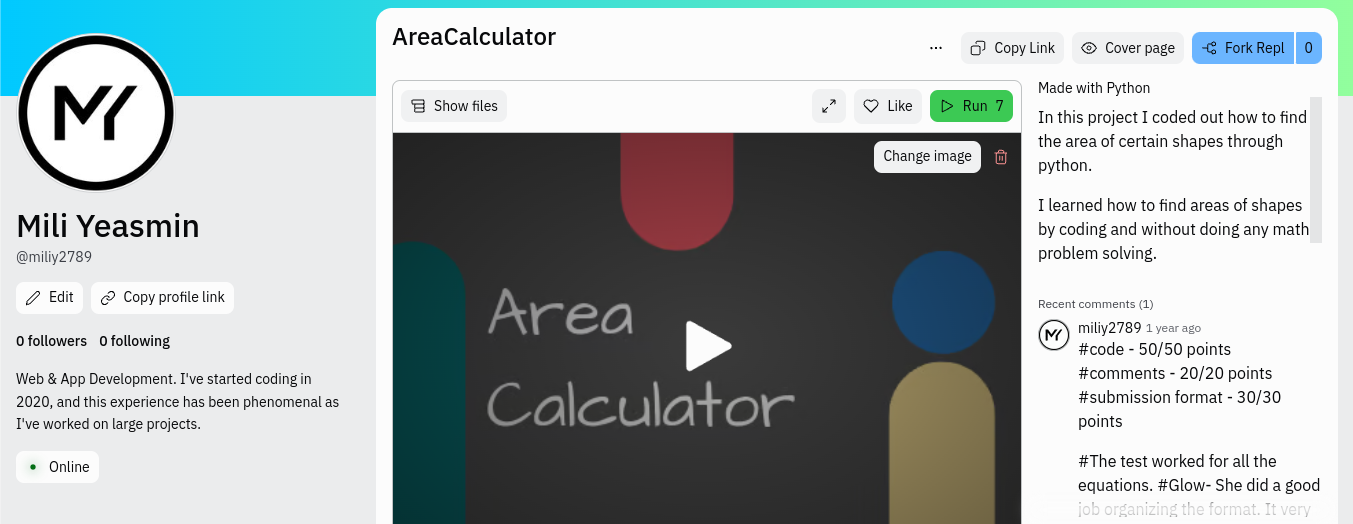 MY
Mili Yeasmin
@miliy2789
Edit
Copy profile link
0 followers 0 following
Web & App Development. I've started coding in
2020, and this experience has been phenomenal as
I've worked on large projects.
Online
AreaCalculator
...
Copy Link
Cover page
Fork Repl
0
Show files
Like
Run 7
Change image
Area
Calculator
Made with Python
In this project I coded out how to find
the area of certain shapes through
python.
I learned how to find areas of shapes
by coding and without doing any math
problem solving.
Recent comments (1)
MY
miliy2789 1 year ago
#code - 50/50 points
#comments - 20/20 points
#submission format - 30/30
points
#The test worked for all the
equations. #Glow- She did a good
job organizing the format. It very